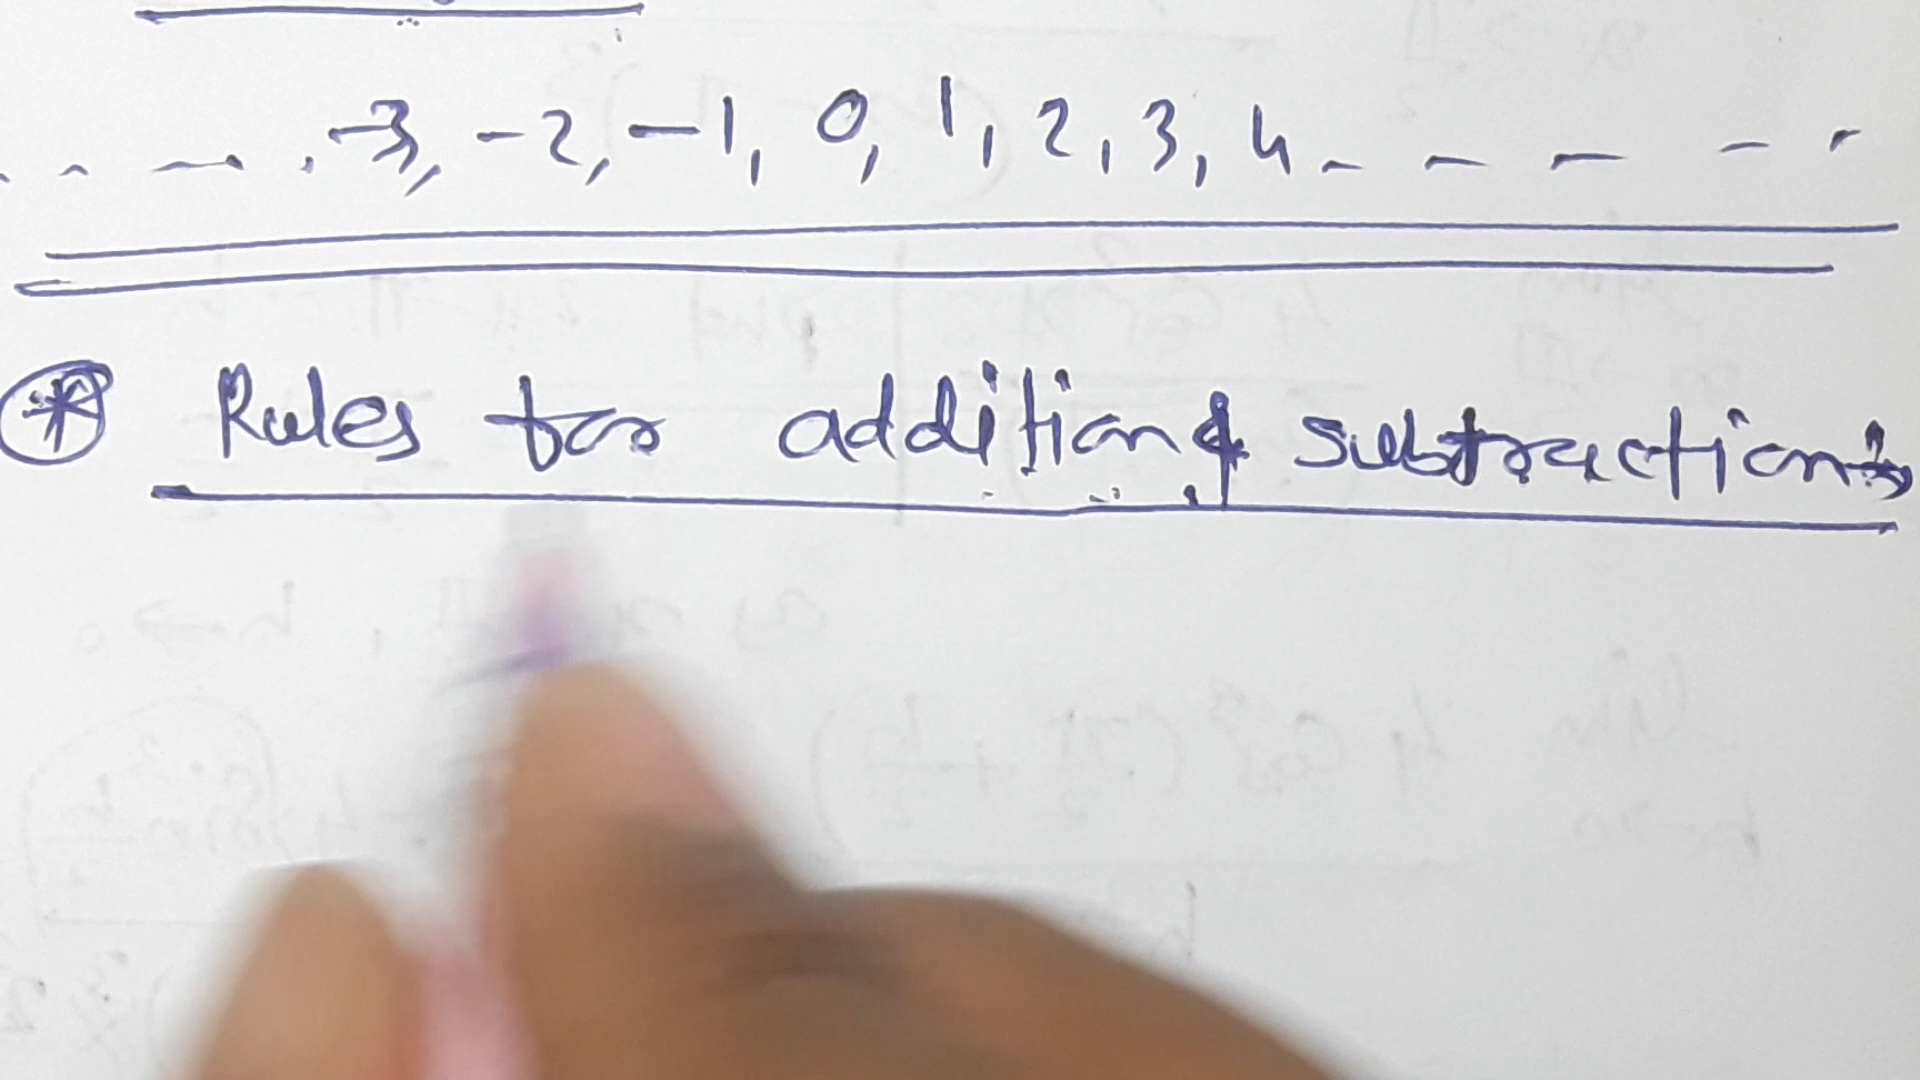 . . - - . -3, -2, -1, 0, 1, 2, 3, 4 - - - - -
* Rules for addition & subtraction:→